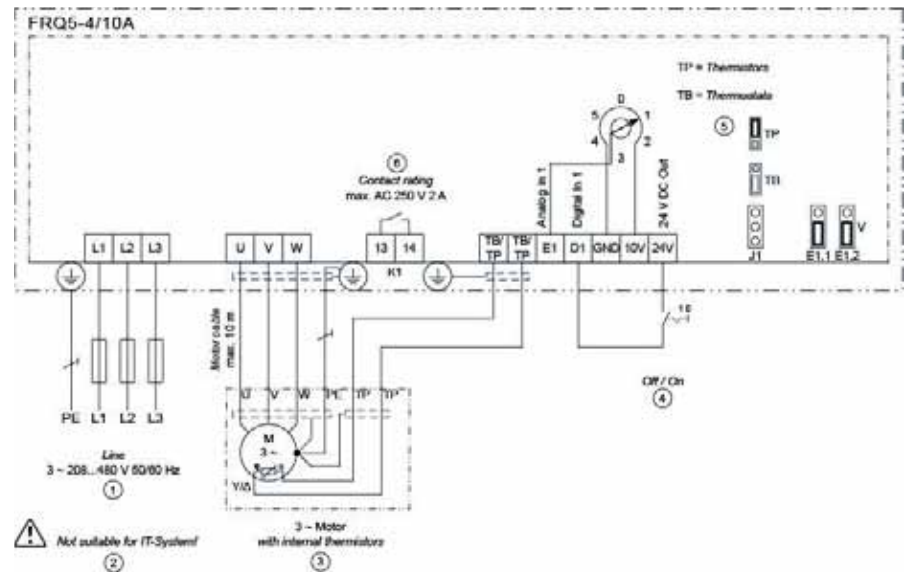 FRQ5-4/10A
TP = Thermistors
TB = Thermostats
5
TP
TB
J1
E1.1 E1.2
V
0
5 1
4 2
3
6
Contact rating
max. AC 250 V 2 A
Analog In 1
Digital In 1
24 V DC Out
L1 L2 L3
U V W
13 14
K1
TB/TP TB/TP
E1 D1 GND 10V 24V
Motor cable
max. 10 m
Off / On
4
PE L1 L2 L3
Line
3 ~ 208...480 V 50/60 Hz
1
Not suitable for IT-System!
2
U V W PE TP TP
M
3 ~
Y/Δ
3 ~ Motor
with internal thermistors
3